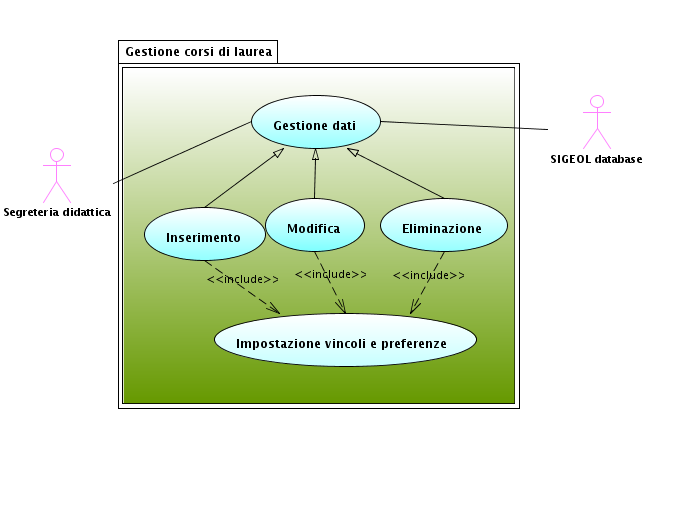 Gestione corsi di laurea
Gestione dati
SIGEOL database
Segreteria didattica
Inserimento
Modifica
Eliminazione
<<include>>
<<include>>
<<include>>
Impostazione vincoli e preferenze